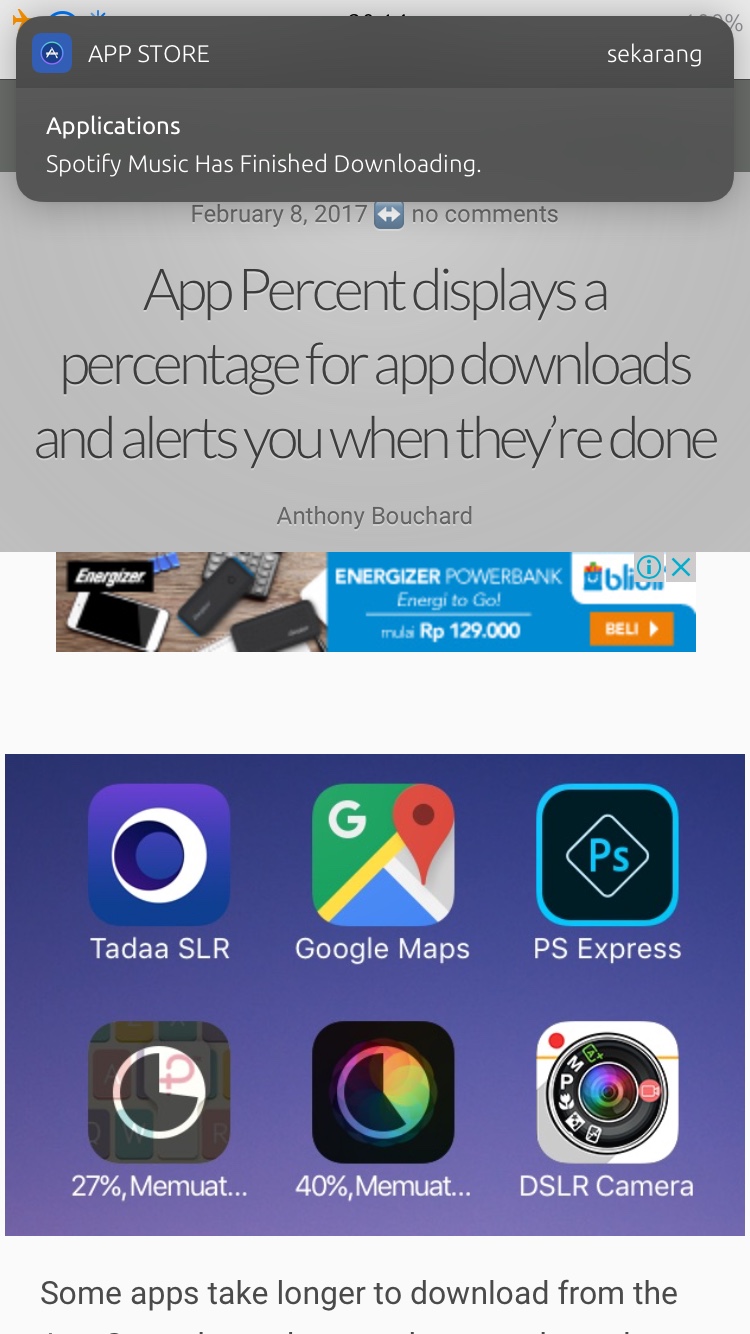 APP STORE sekarang
Applications
Spotify Music Has Finished Downloading.
February 8, 2017 ↔️ no comments
App Percent displays a
percentage for app downloads
and alerts you when they’re done
Anthony Bouchard
Energizer.
ENERGIZER POWERBANK
Energi to Go!
mulai Rp 129.000
BELI
G
Ps
Tadaa SLR Google Maps PS Express
M
A+
P
27%,Memuat... 40%,Memuat... DSLR Camera
Some apps take longer to download from the